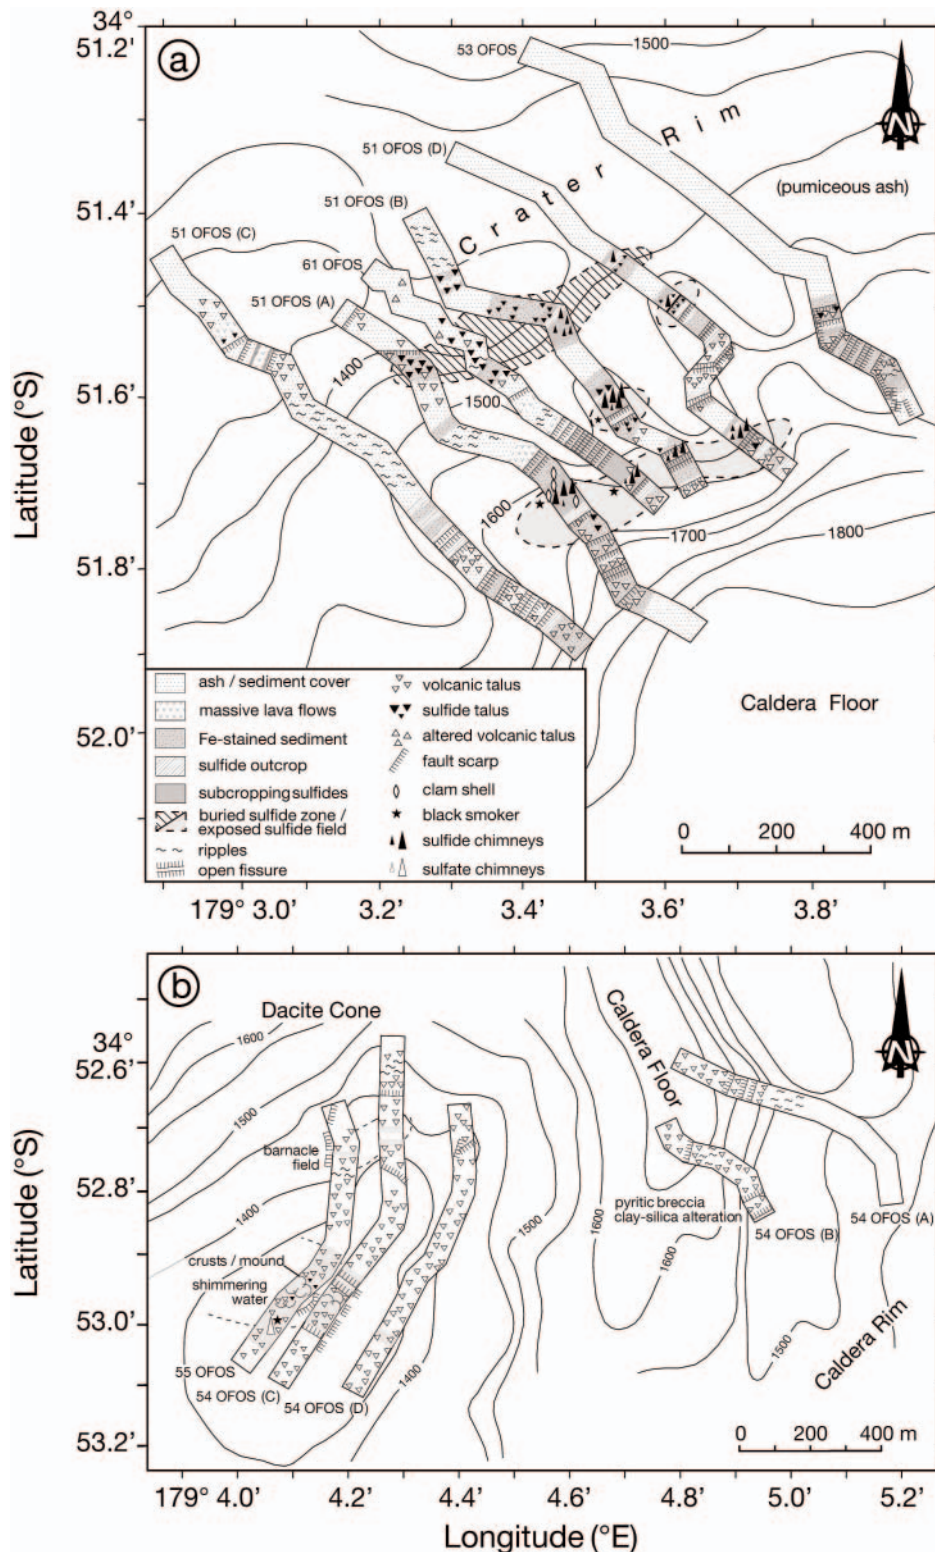 34°
51.2'
a
53 OFOS
1500
N
Crater Rim
51 OFOS (D)
(pumiceous ash)
51.4'
51 OFOS (B)
51 OFOS (C)
61 OFOS
51 OFOS (A)
1400
1500
51.6'
Latitude (°S)
1600
1700
1800
51.8'
Caldera Floor
52.0'
ash / sediment cover
massive lava flows
Fe-stained sediment
sulfide outcrop
subcropping sulfides
buried sulfide zone /
exposed sulfide field
ripples
open fissure
volcanic talus
sulfide talus
altered volcanic talus
fault scarp
clam shell
black smoker
sulfide chimneys
sulfate chimneys
0 200 400 m
179° 3.0' 3.2' 3.4' 3.6' 3.8'
b
Dacite Cone
Caldera Floor
N
34°
52.6'
1600
1500
barnacle
field
52.8'
1400
pyritic breccia
clay-silica alteration
54 OFOS (B)
54 OFOS (A)
1500
1600
1600
crusts / mound
shimmering
water
Latitude (°S)
53.0'
1400
1500
Caldera Rim
55 OFOS
54 OFOS (C)
54 OFOS (D)
53.2'
0 200 400 m
179° 4.0' 4.2' 4.4' 4.6' 4.8' 5.0' 5.2'
Longitude (°E)